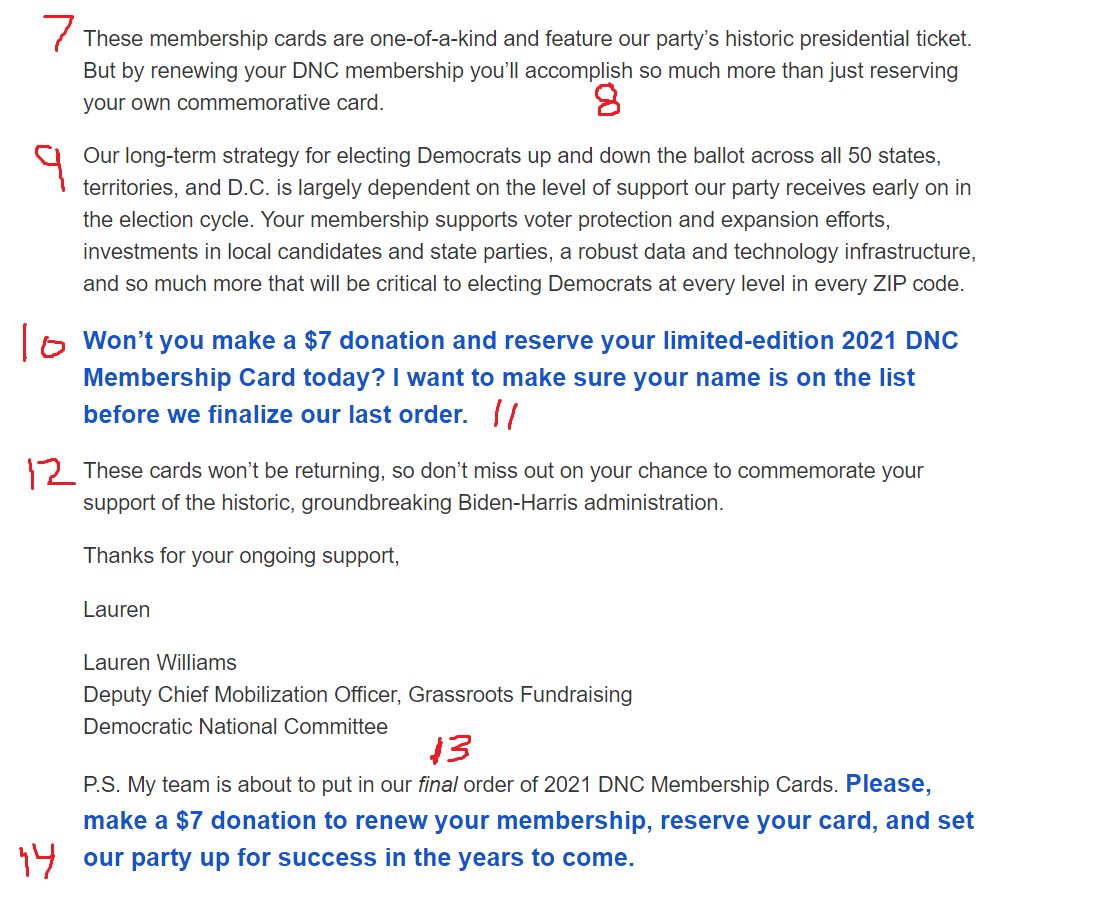 7 These membership cards are one-of-a-kind and feature our party’s historic presidential ticket.
But by renewing your DNC membership you’ll accomplish so much more than just reserving
your own commemorative card. 8
9 Our long-term strategy for electing Democrats up and down the ballot across all 50 states,
territories, and D.C. is largely dependent on the level of support our party receives early on in
the election cycle. Your membership supports voter protection and expansion efforts,
investments in local candidates and state parties, a robust data and technology infrastructure,
and so much more that will be critical to electing Democrats at every level in every ZIP code.
10 Won’t you make a $7 donation and reserve your limited-edition 2021 DNC
Membership Card today? I want to make sure your name is on the list
before we finalize our last order. 11
12 These cards won’t be returning, so don’t miss out on your chance to commemorate your
support of the historic, groundbreaking Biden-Harris administration.
Thanks for your ongoing support,
Lauren
Lauren Williams
Deputy Chief Mobilization Officer, Grassroots Fundraising
Democratic National Committee
13
P.S. My team is about to put in our final order of 2021 DNC Membership Cards. Please,
make a $7 donation to renew your membership, reserve your card, and set
14 our party up for success in the years to come.